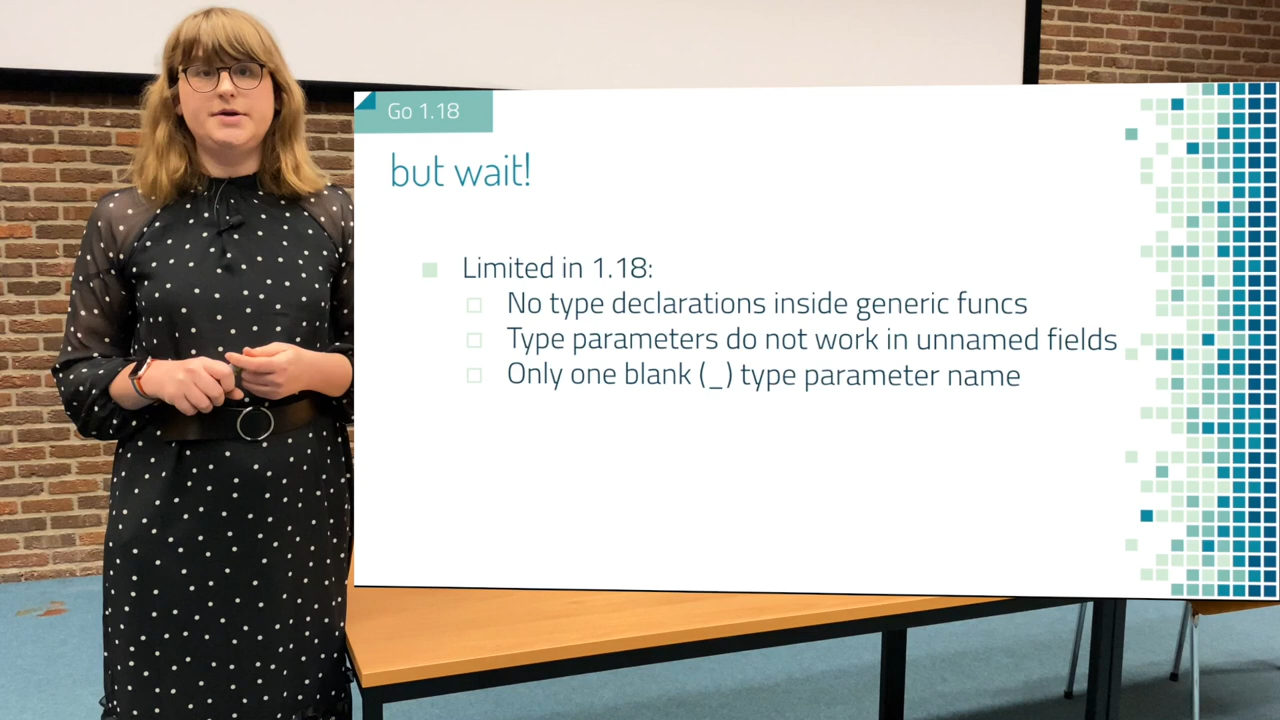 Go 1.18
but wait!
Limited in 1.18:
No type declarations inside generic funcs
Type parameters do not work in unnamed fields
Only one blank (_) type parameter name